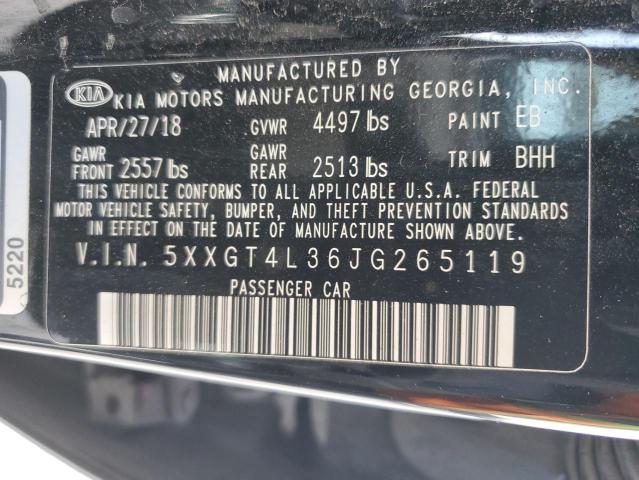 MANUFACTURED BY
KIA KIA MOTORS MANUFACTURING GEORGIA, INC.
APR/27/18 GVWR 4497 lbs PAINT EB
GAWR FRONT 2557 lbs GAWR REAR 2513 lbs TRIM BHH
THIS VEHICLE CONFORMS TO ALL APPLICABLE U.S.A. FEDERAL
MOTOR VEHICLE SAFETY, BUMPER, AND THEFT PREVENTION STANDARDS
IN EFFECT ON THE DATE OF MANUFACTURE SHOWN ABOVE.
V.I.N. 5XXGT4L36JG265119
PASSENGER CAR
5220